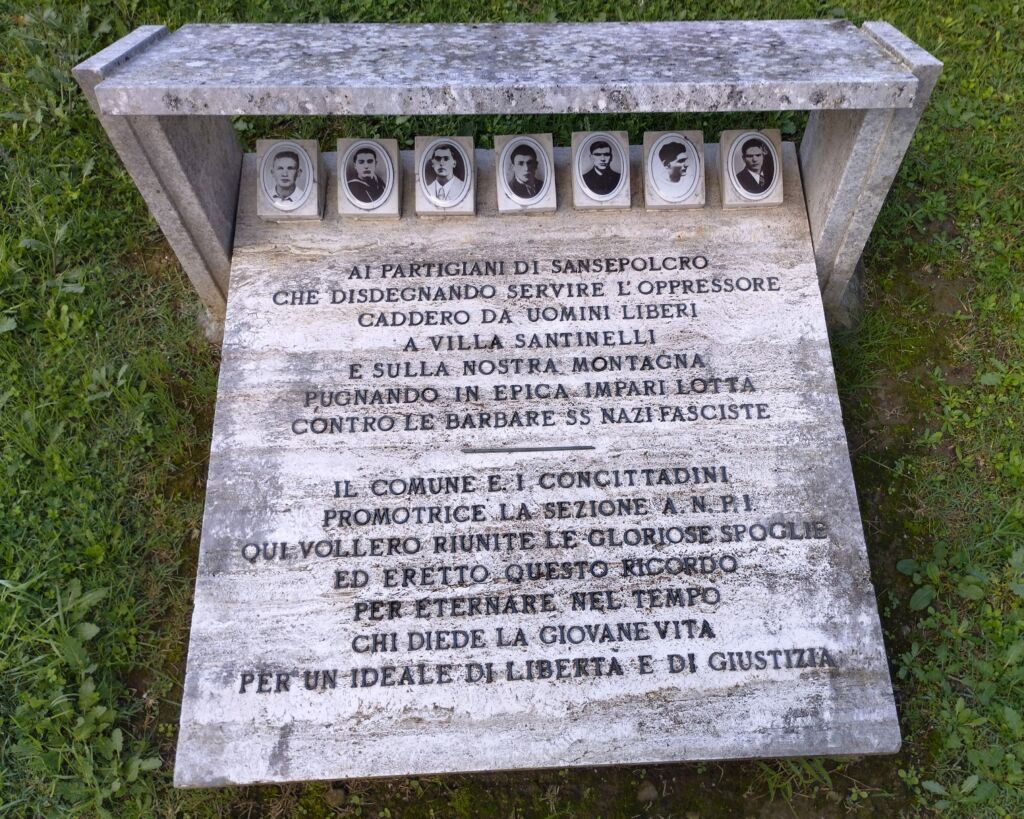 AI PARTIGIANI DI SANSEPOLCRO
CHE DISDEGNANDO SERVIRE L'OPPRESSORE
CADDERO DA UOMINI LIBERI
A VILLA SANTINELLI
E SULLA NOSTRA MONTAGNA
PUGNANDO IN EPICA IMPARI LOTTA
CONTRO LE BARBARE SS NAZIFASCISTE
IL COMUNE E I CONCITTADINI
PROMOTRICE LA SEZIONE A.N.P.I.
QUI VOLLERO RIUNITE LE GLORIOSE SPOGLIE
ED ERETTO QUESTO RICORDO
PER ETERNARE NEL TEMPO
CHI DIEDE LA GIOVANE VITA
PER UN IDEALE DI LIBERTÀ E DI GIUSTIZIA